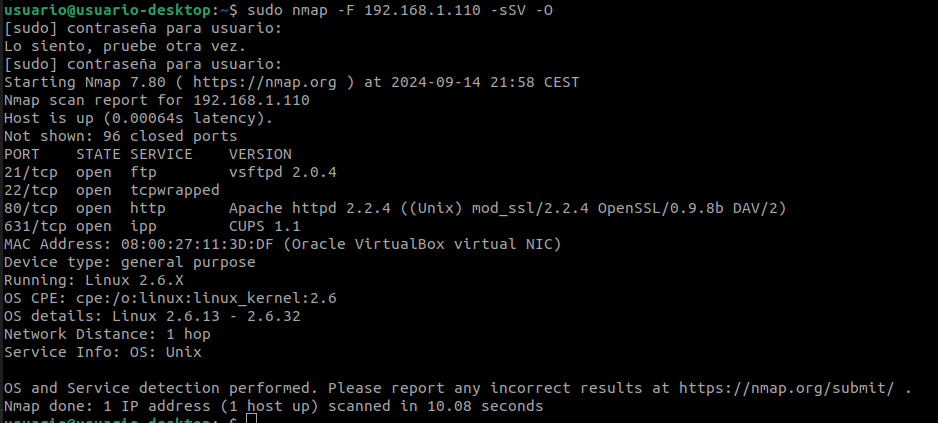 usuario@usuario-desktop:~$ sudo nmap -F 192.168.1.110 -sSV -O
[sudo] contraseña para usuario:
Lo siento, pruebe otra vez.
[sudo] contraseña para usuario:
Starting Nmap 7.80 ( https://nmap.org ) at 2024-09-14 21:58 CEST
Nmap scan report for 192.168.1.110
Host is up (0.00064s latency).
Not shown: 96 closed ports
PORT    STATE SERVICE    VERSION
21/tcp  open  ftp        vsftpd 2.0.4
22/tcp  open  tcpwrapped
80/tcp  open  http       Apache httpd 2.2.4 ((Unix) mod_ssl/2.2.4 OpenSSL/0.9.8b DAV/2)
631/tcp open  ipp        CUPS 1.1
MAC Address: 08:00:27:11:3D:DF (Oracle VirtualBox virtual NIC)
Device type: general purpose
Running: Linux 2.6.X
OS CPE: cpe:/o:linux:linux_kernel:2.6
OS details: Linux 2.6.13 - 2.6.32
Network Distance: 1 hop
Service Info: OS: Unix
OS and Service detection performed. Please report any incorrect results at https://nmap.org/submit/ .
Nmap done: 1 IP address (1 host up) scanned in 10.08 seconds
usuario@usuario-desktop:~$